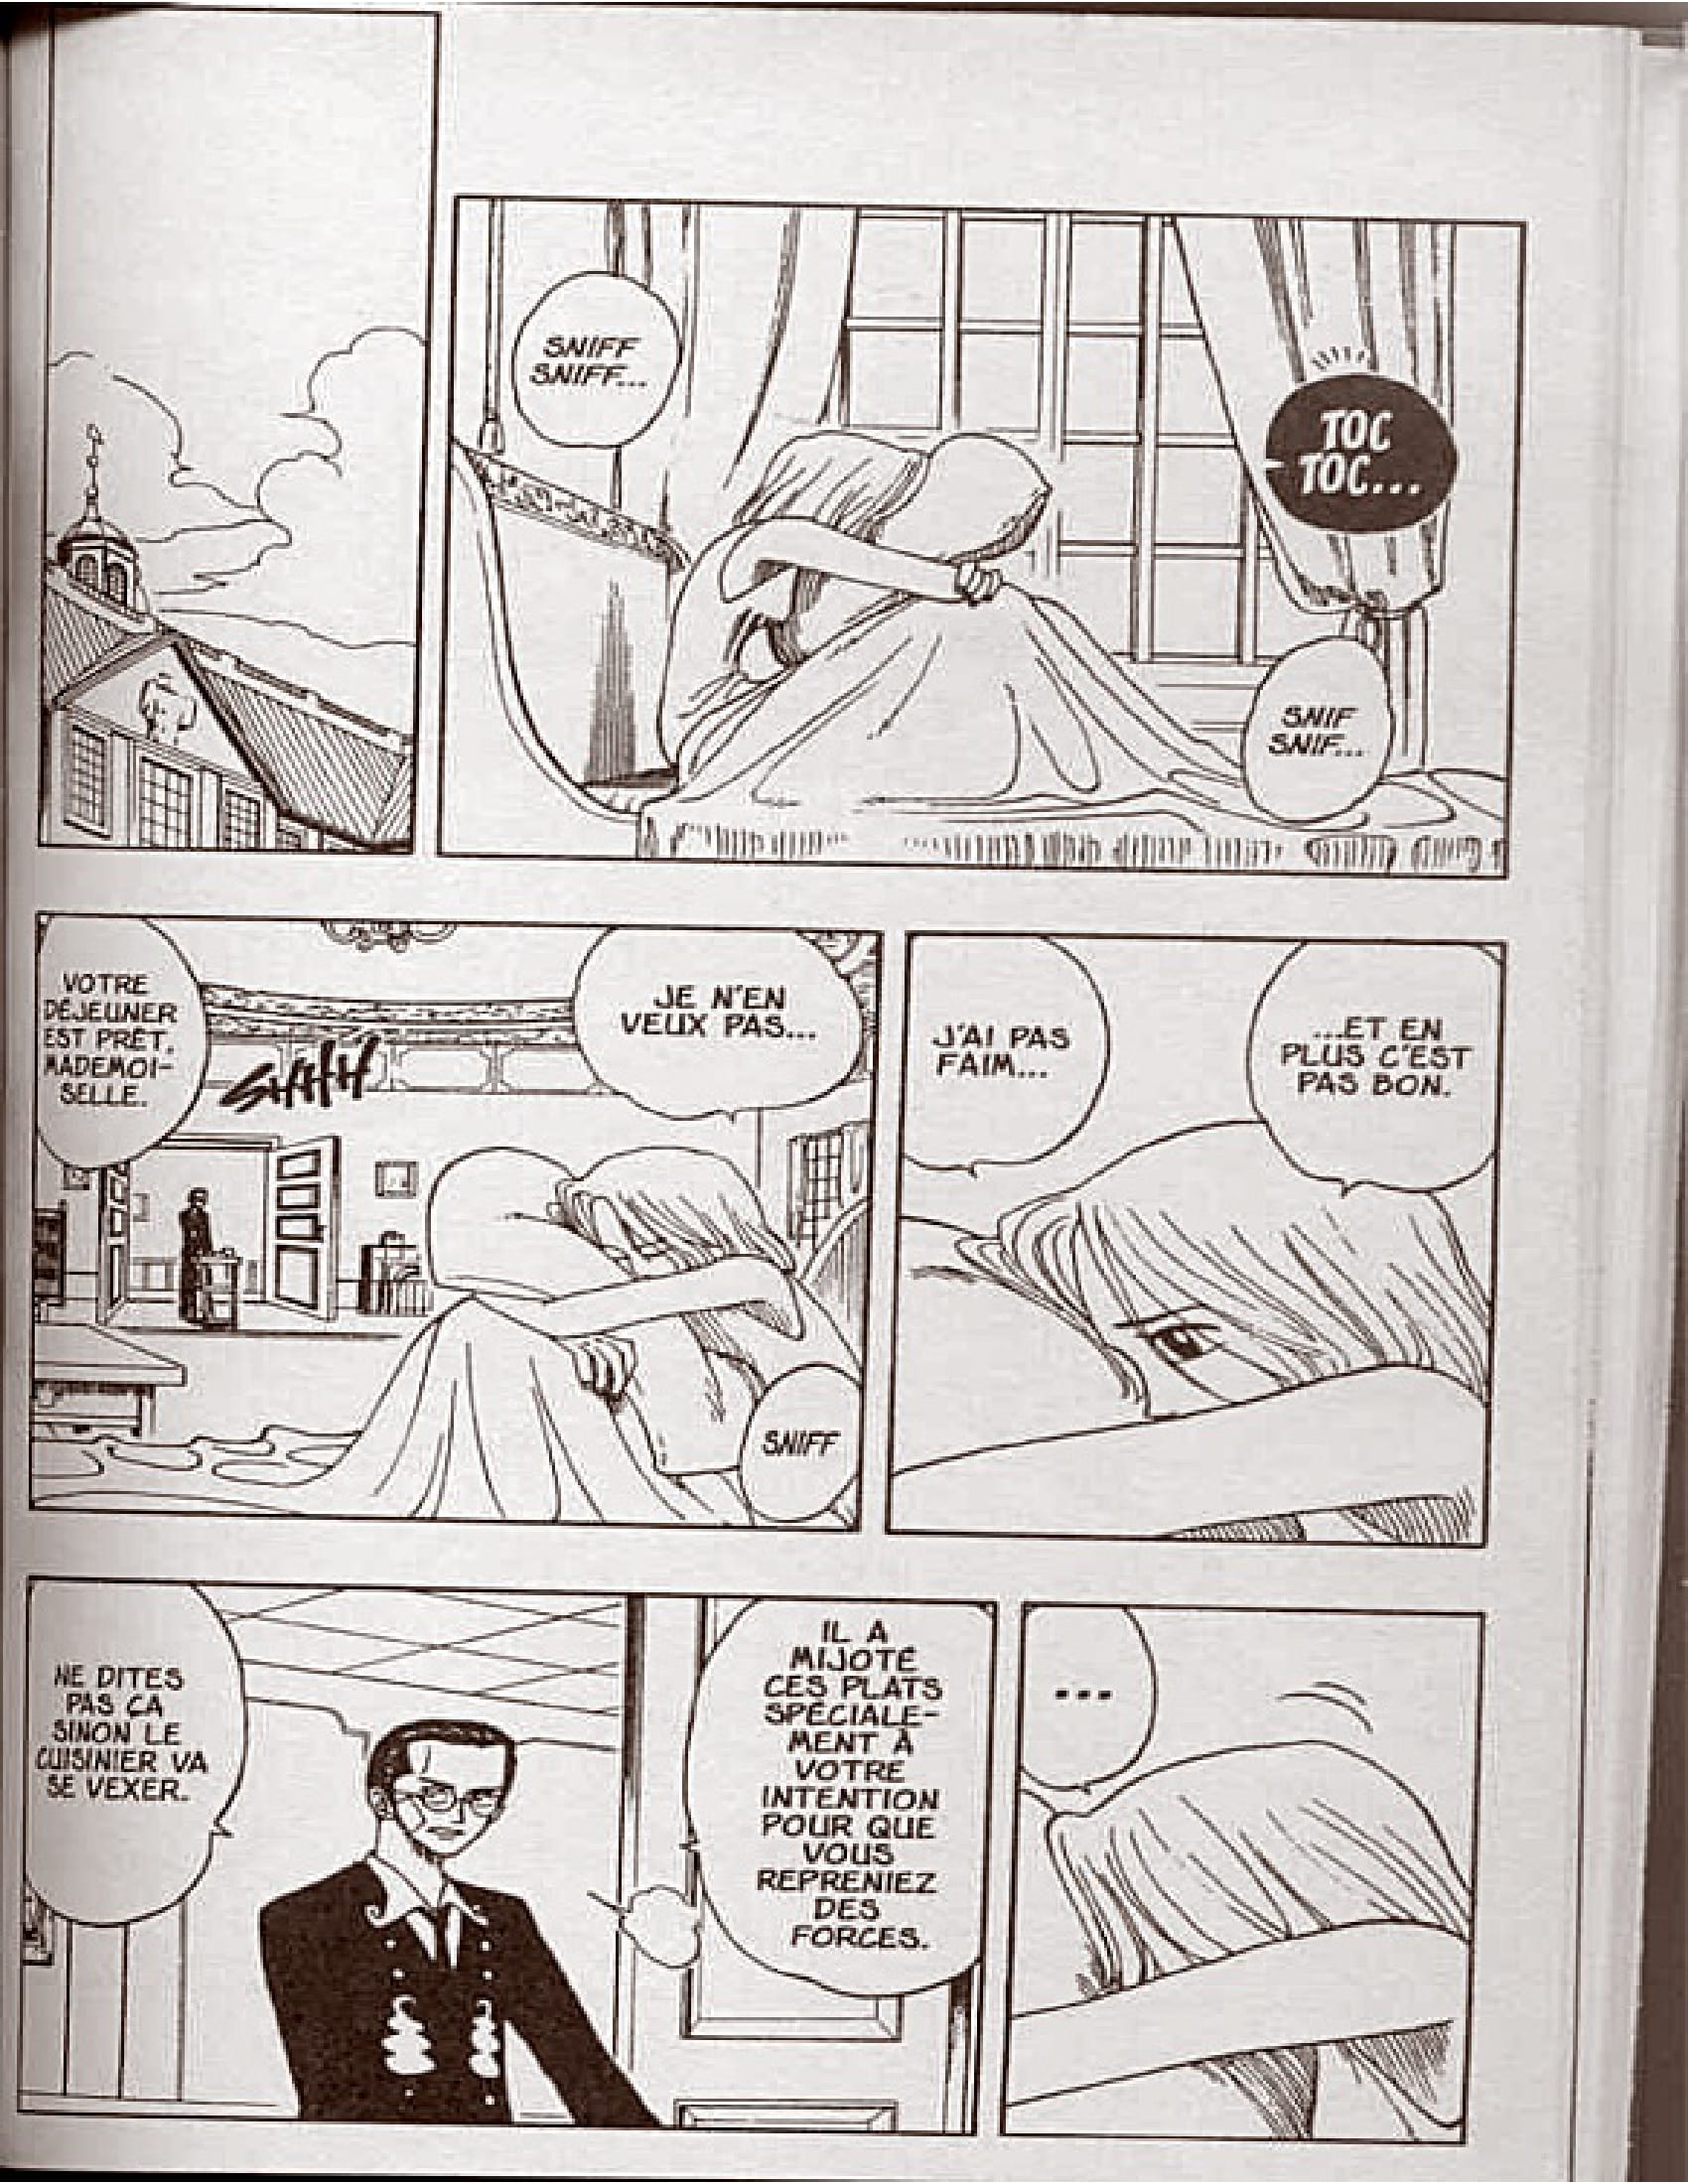 SNIFF
SNIFF...
TOC
TOC...
SNIF
SNIF...
VOTRE
DÉJEUNER
EST PRÊT,
MADEMOI-
SELLE.
SHHH
JE N'EN
VEUX PAS...
SNIFF
J'AI PAS
FAIM...
...ET EN
PLUS C'EST
PAS BON.
NE DITES
PAS ÇA
SINON LE
CUISINIER VA
SE VEXER.
IL A
MIJOTÉ
CES PLATS
SPÉCIALE-
MENT À
VOTRE
INTENTION
POUR QUE
VOUS
REPRENIEZ
DES
FORCES.
...